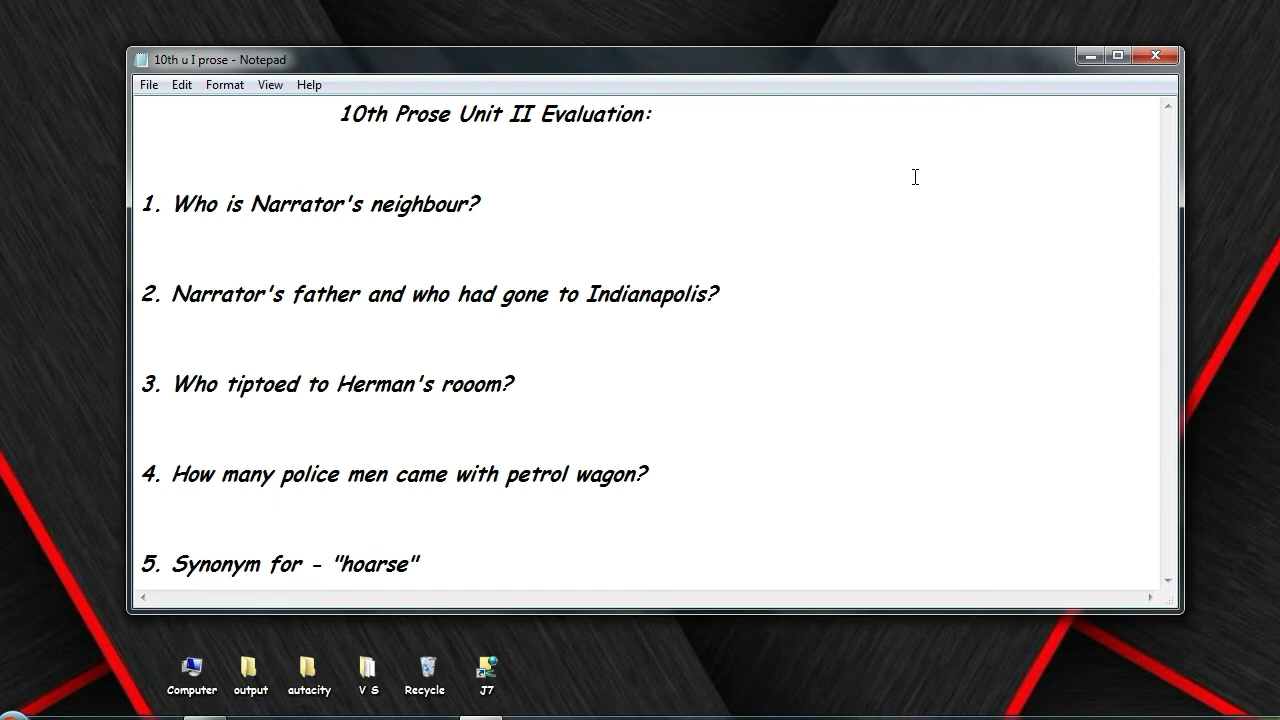 10th u I prose - Notepad
File Edit Format View Help
10th Prose Unit II Evaluation:
1. Who is Narrator's neighbour?
2. Narrator's father and who had gone to Indianapolis?
3. Who tiptoed to Herman's rooom?
4. How many police men came with petrol wagon?
5. Synonym for - "hoarse"
Computer output autacity V S Recycle J7